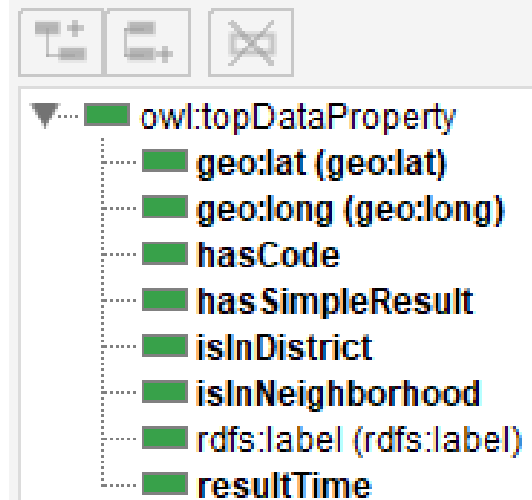 owl:topDataProperty
geo:lat (geo:lat)
geo:long (geo:long)
hasCode
hasSimpleResult
isInDistrict
isInNeighborhood
rdfs:label (rdfs:label)
resultTime